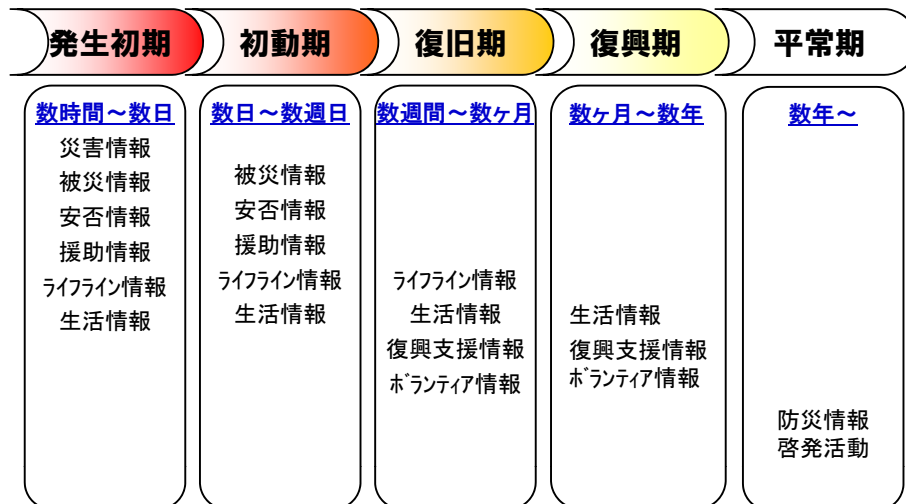 発生初期
初動期
復旧期
復興期
平常期
数時間～数日
災害情報
被災情報
安否情報
援助情報
ﾗｲﾌﾗｲﾝ情報
生活情報
数日～数週日
被災情報
安否情報
援助情報
ﾗｲﾌﾗｲﾝ情報
生活情報
数週間～数ヶ月
ﾗｲﾌﾗｲﾝ情報
生活情報
復興支援情報
ﾎﾞﾗﾝﾃｨｱ情報
数ヶ月～数年
生活情報
復興支援情報
ﾎﾞﾗﾝﾃｨｱ情報
数年～
防災情報
啓発活動